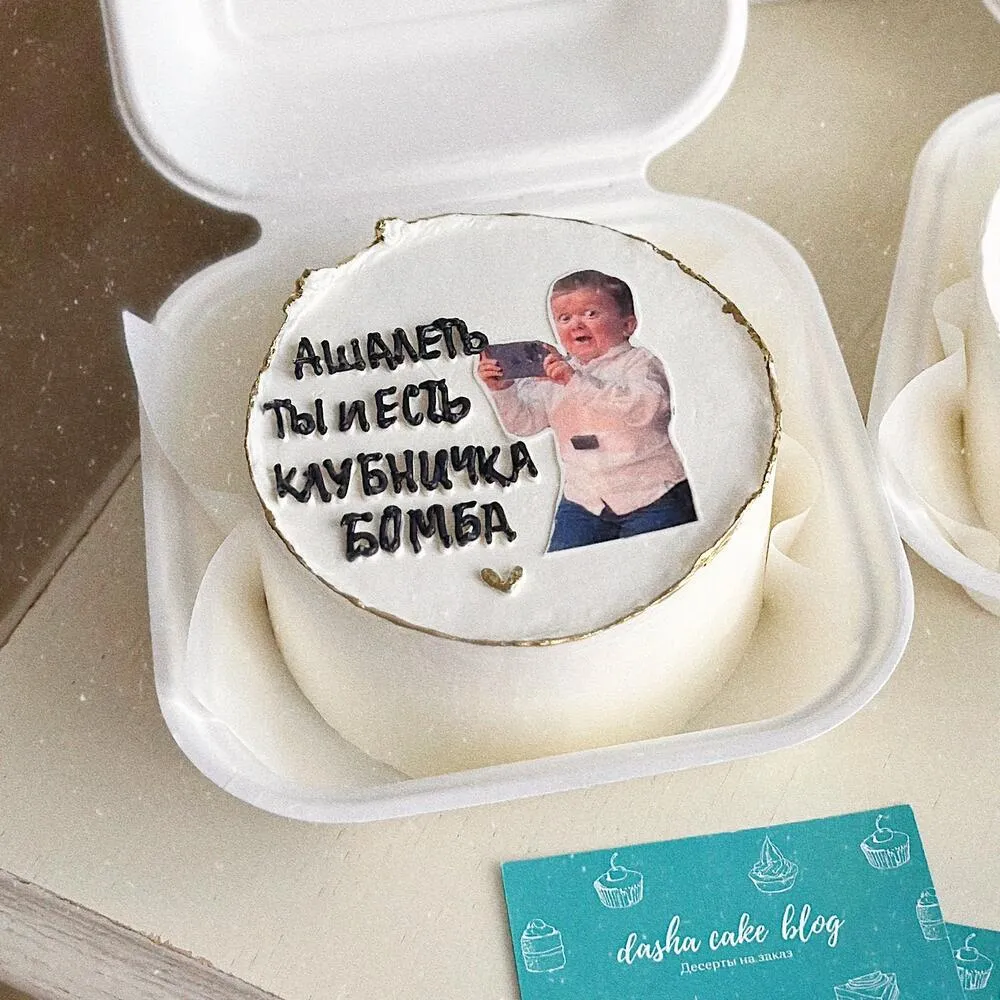 АШАЛЕТЬ
ТЫ И ЕСТЬ
КЛУБНИЧКА
БОМБА
dasha cake blog
Десерты на заказ